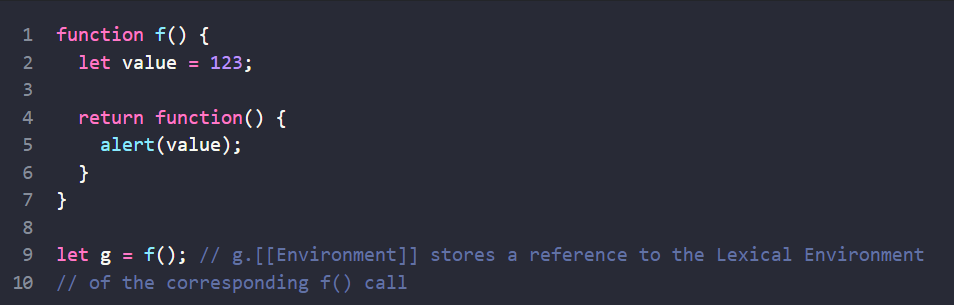 1 function f() {
2   let value = 123;
3
4   return function() {
5     alert(value);
6   }
7 }
8
9 let g = f(); // g.[[Environment]] stores a reference to the Lexical Environment
10 // of the corresponding f() call